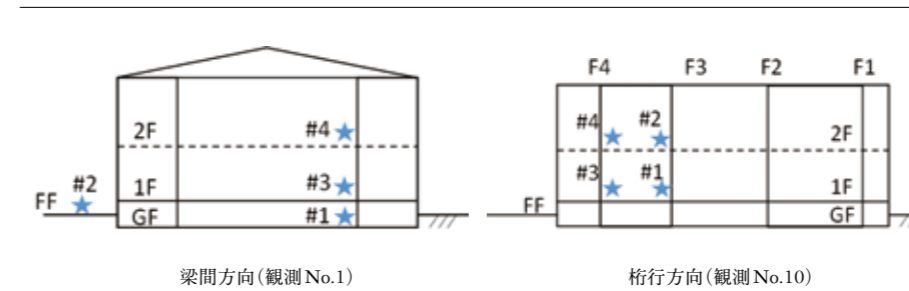 F4 F3 F2 F1
2F #4 #4 #2 2F
FF #2 1F #3 #3 #1 1F
GF #1 FF GF
梁間方向(観測No.1) 桁行方向(観測No.10)